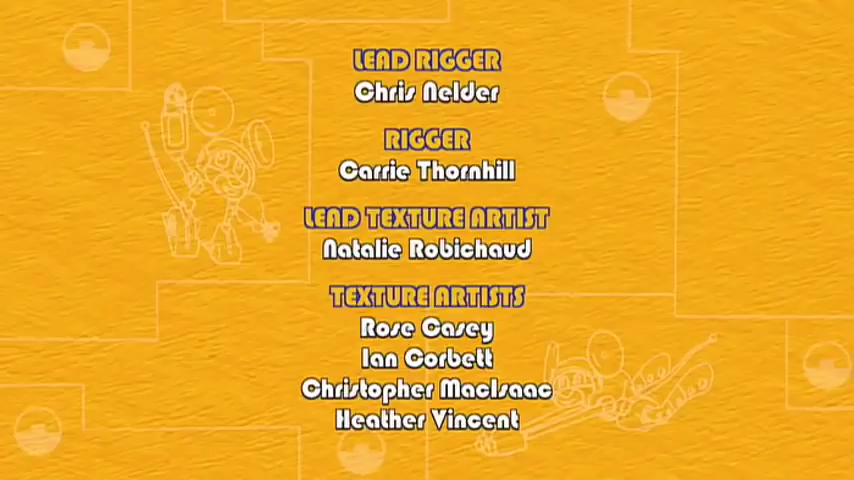 LEAD RIGGER
Chris Nelder
RIGGER
Carrie Thornhill
LEAD TEXTURE ARTIST
Natalie Robichaud
TEXTURE ARTISTS
Rose Casey
Ian Corbett
Christopher MacIsaac
Heather Vincent